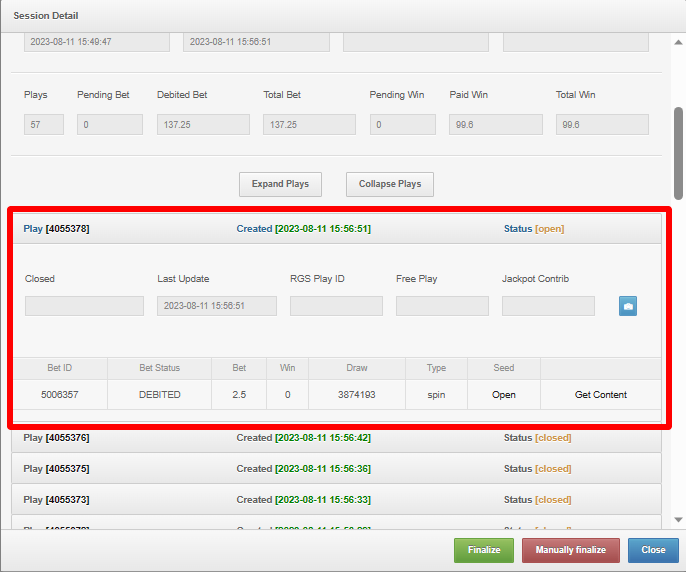 Session Detail
2023-08-11 15:49:47 2023-08-11 15:56:51
Plays Pending Bet Debited Bet Total Bet Pending Win Paid Win Total Win
57 0 137.25 137.25 0 99.6 99.6
Expand Plays Collapse Plays
Play [4055378] Created [2023-08-11 15:56:51] Status [open]
Closed Last Update RGS Play ID Free Play Jackpot Contrib
2023-08-11 15:56:51
Bet ID Bet Status Bet Win Draw Type Seed
5006357 DEBITED 2.5 0 3874193 spin Open Get Content
Play [4055376] Created [2023-08-11 15:56:42] Status [closed]
Play [4055375] Created [2023-08-11 15:56:36] Status [closed]
Play [4055373] Created [2023-08-11 15:56:33] Status [closed]
Finalize Manually finalize Close